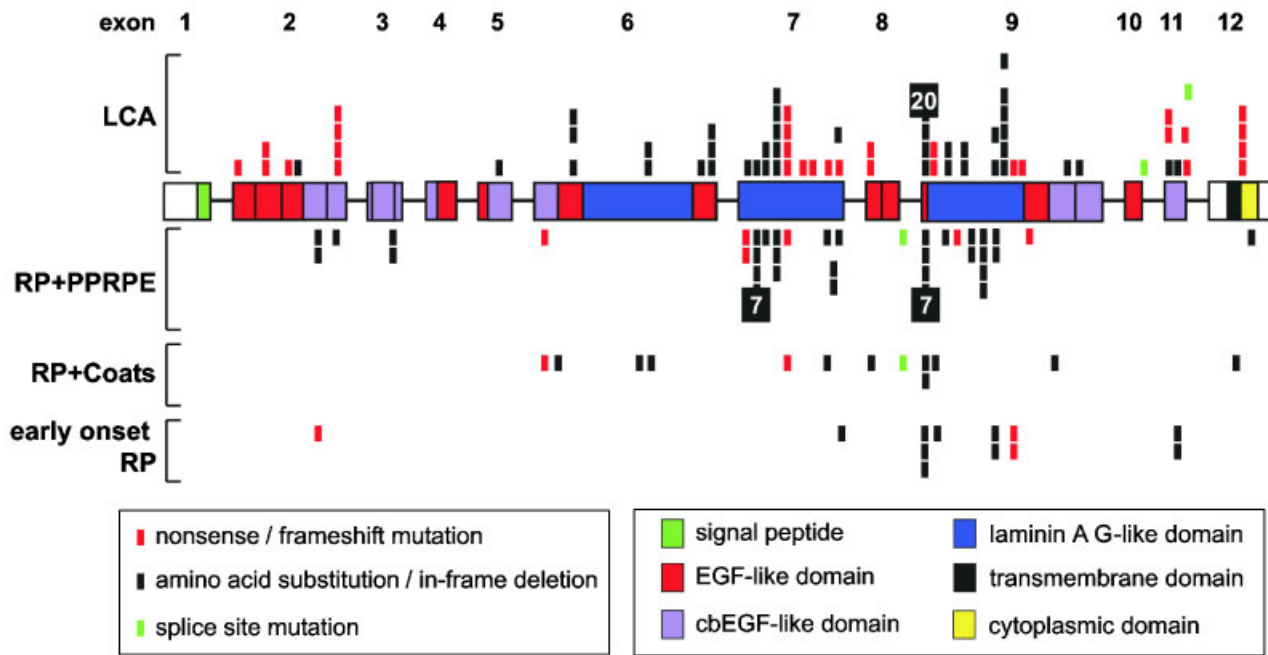 exon 1 2 3 4 5 6 7 8 9 10 11 12
LCA
20
RP+PPRPE
7 7
RP+Coats
early onset
RP
nonsense / frameshift mutation
amino acid substitution / in-frame deletion
splice site mutation
signal peptide
EGF-like domain
cbEGF-like domain
laminin A G-like domain
transmembrane domain
cytoplasmic domain